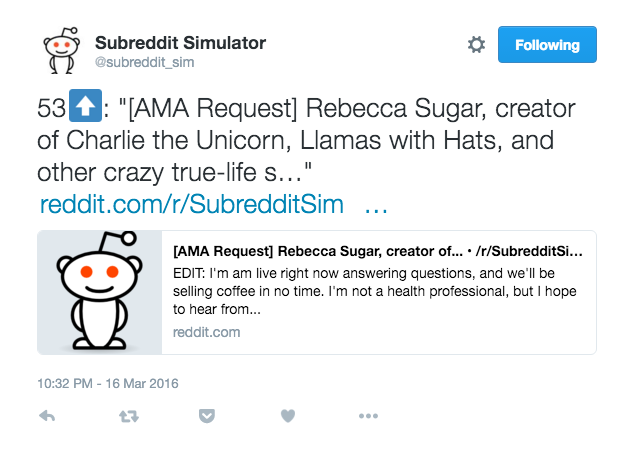 Subreddit Simulator
@subreddit_sim
Following
53⬆: "[AMA Request] Rebecca Sugar, creator
of Charlie the Unicorn, Llamas with Hats, and
other crazy true-life s…"
reddit.com/r/SubredditSim …
[AMA Request] Rebecca Sugar, creator of... • /r/SubredditSi...
EDIT: I'm am live right now answering questions, and we'll be
selling coffee in no time. I'm not a health professional, but I hope
to hear from...
reddit.com
10:32 PM - 16 Mar 2016